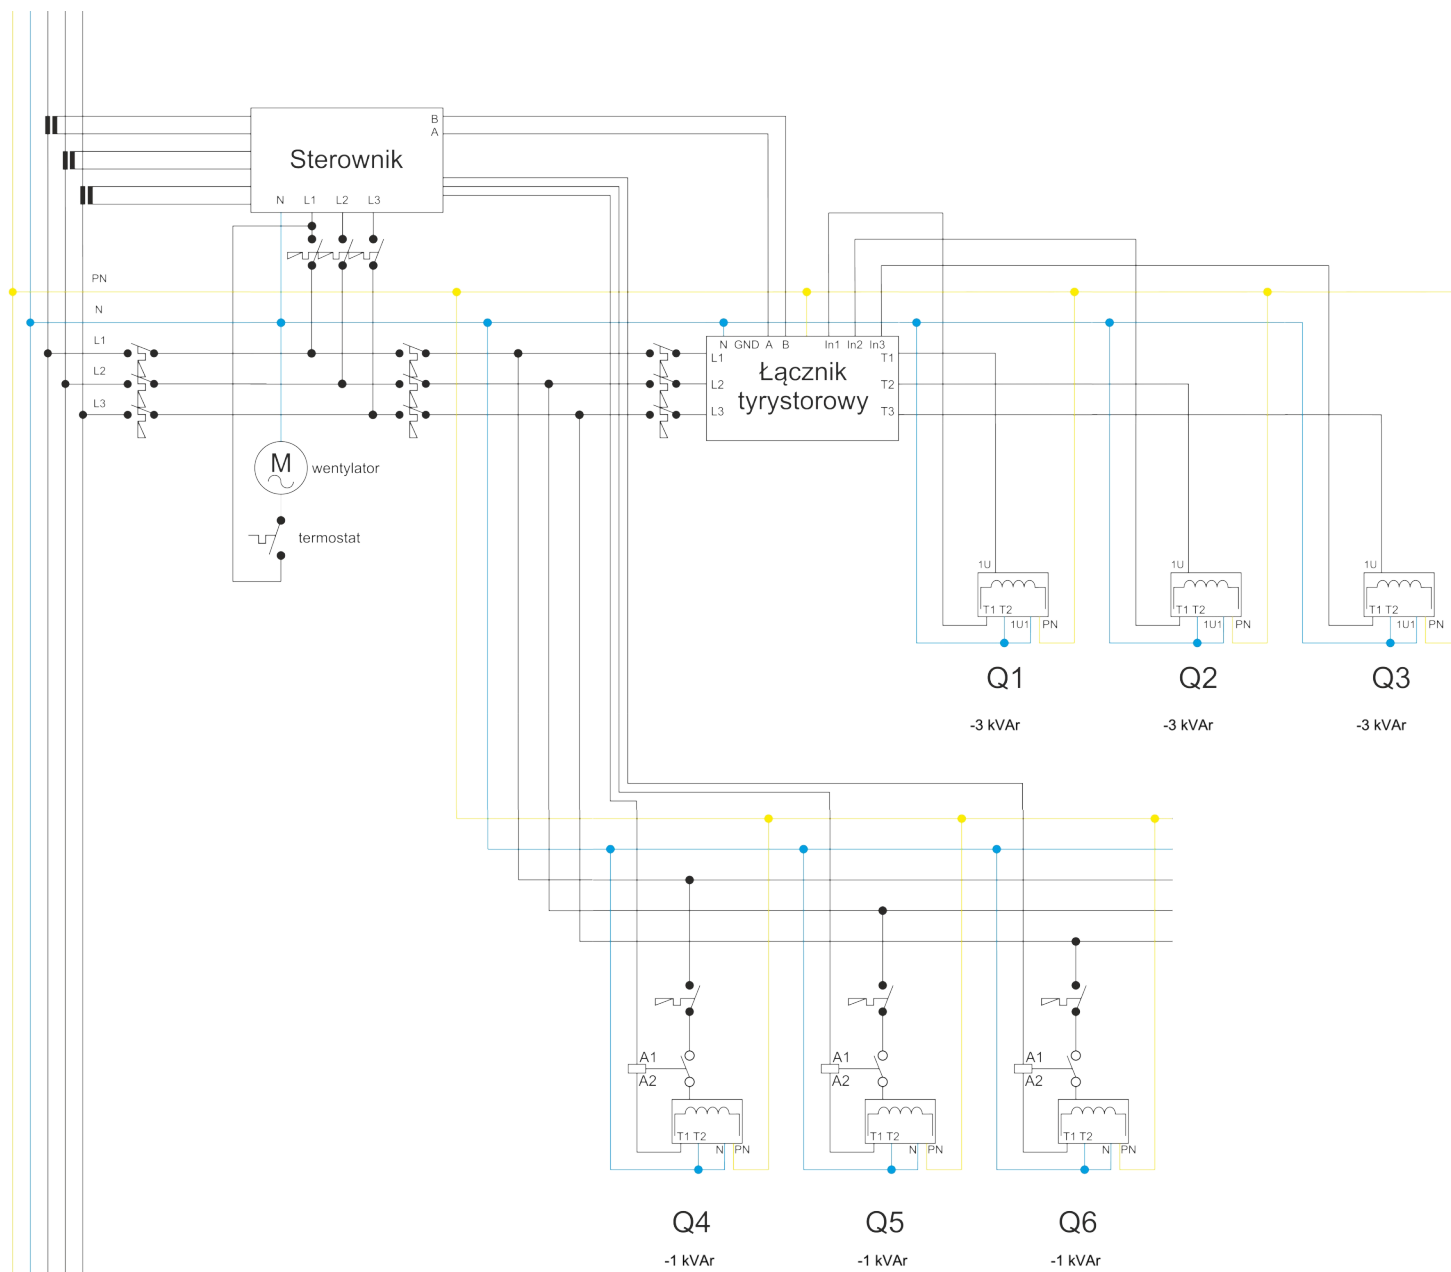 B
A
Sterownik
N L1 L2 L3
PN
N
L1
L2
L3
N GND A B In1 In2 In3
L1 T1
Łącznik
L2 T2
tyrystorowy
L3 T3
M
wentylator
termostat
1U 1U 1U
T1 T2 T1 T2 T1 T2
1U1 PN 1U1 PN 1U1 PN
Q1 Q2 Q3
-3 kVAr -3 kVAr -3 kVAr
A1 A1 A1
A2 A2 A2
T1 T2 T1 T2 T1 T2
N PN N PN N PN
Q4 Q5 Q6
-1 kVAr -1 kVAr -1 kVAr